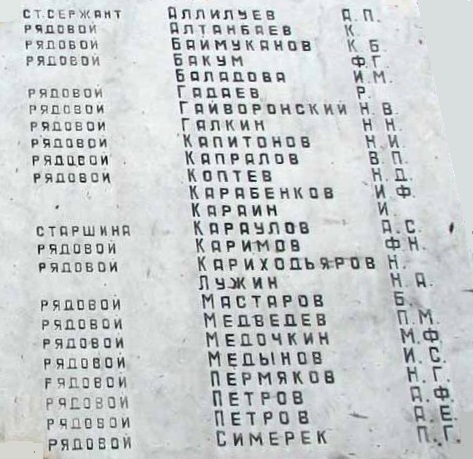 СТ.СЕРЖАНТ АЛЛИЛУЕВ А.П.
РЯДОВОЙ АЛТАНБАЕВ К.
РЯДОВОЙ БАЙМУКАНОВ К.Б.
РЯДОВОЙ БАКУМ Ф.Г.
БАЛАДОВА И.М.
РЯДОВОЙ ГАДАЕВ Р.
РЯДОВОЙ ГАЙВОРОНСКИЙ Н.В.
РЯДОВОЙ ГАЛКИН Н.Н.
РЯДОВОЙ КАПИТОНОВ Н.И.
РЯДОВОЙ КАПРАЛОВ В.П.
РЯДОВОЙ КОПТЕВ Н.Д.
КАРАБЕНКОВ И.Ф.
КАРАИН И.
СТАРШИНА КАРАУЛОВ А.С.
РЯДОВОЙ КАРИМОВ Ф.Н.
РЯДОВОЙ КАРИХОДЬЯРОВ Н.
ЛУЖИН Н.А.
РЯДОВОЙ МАСТАРОВ Б.
РЯДОВОЙ МЕДВЕДЕВ П.М.
РЯДОВОЙ МЕДОЧКИН М.Ф.
РЯДОВОЙ МЕДЫНОВ И.С.
РЯДОВОЙ ПЕРМЯКОВ Н.Г.
РЯДОВОЙ ПЕТРОВ А.Ф.
РЯДОВОЙ ПЕТРОВ А.Е.
РЯДОВОЙ СИМЕРЕК П.Г.